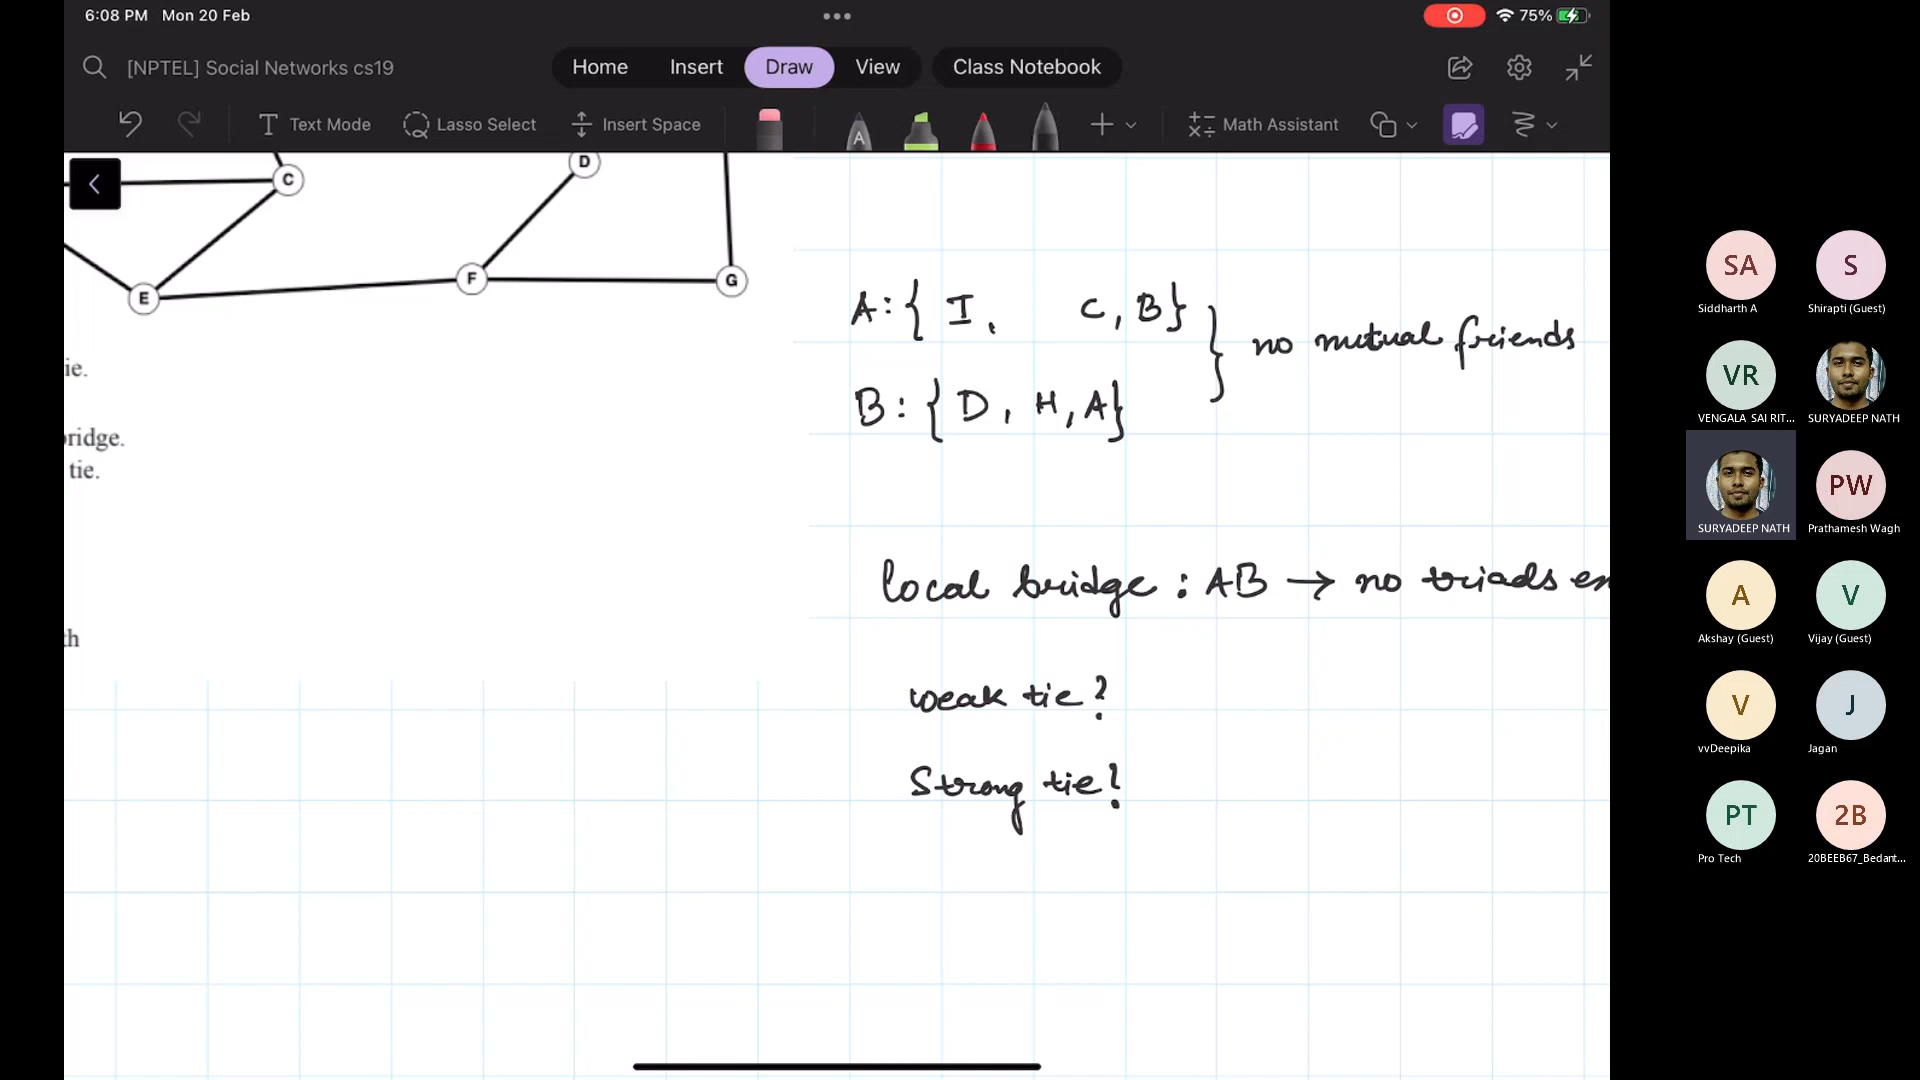 6:08 PM Mon 20 Feb
75%
[NPTEL] Social Networks cs19
Home Insert Draw View Class Notebook
Text Mode Lasso Select Insert Space A Math Assistant
C D
E F G
ie.
ridge.
tie.
th
A: { I, C, B}
B: { D, H, A}
} no mutual friends
local bridge : AB → no triads en
weak tie?
Strong tie?
SA S
Siddharth A Shirapti (Guest)
VR
VENGALA SAI RIT... SURYADEEP NATH
PW
SURYADEEP NATH Prathamesh Wagh
A V
Akshay (Guest) Vijay (Guest)
V J
vvDeepika Jagan
PT 2B
Pro Tech 20BEEB67_Bedant...